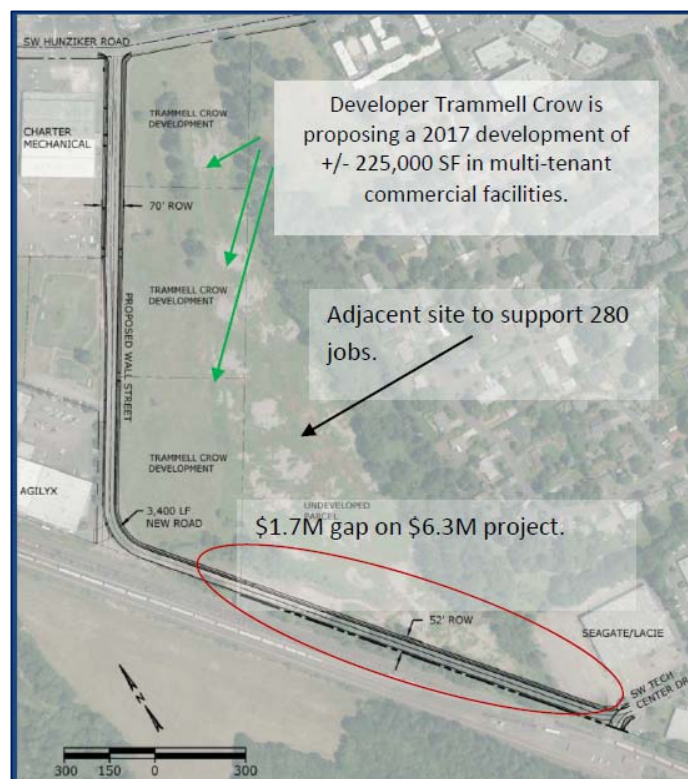 SW HUNZIKER ROAD
CHARTER
MECHANICAL
TRAMMELL CROW
DEVELOPMENT
Developer Trammell Crow is
proposing a 2017 development of
+/- 225,000 SF in multi-tenant
commercial facilities.
70' ROW
TRAMMELL CROW
DEVELOPMENT
PROPOSED WALL STREET
Adjacent site to support 280
jobs.
TRAMMELL CROW
DEVELOPMENT
AGILYX
3,400 LF
NEW ROAD
UNDEVELOPED
PARCEL
$1.7M gap on $6.3M project.
52' ROW
SEAGATE/LACIE
SW TECH
CENTER DR
N
300 150 0 300